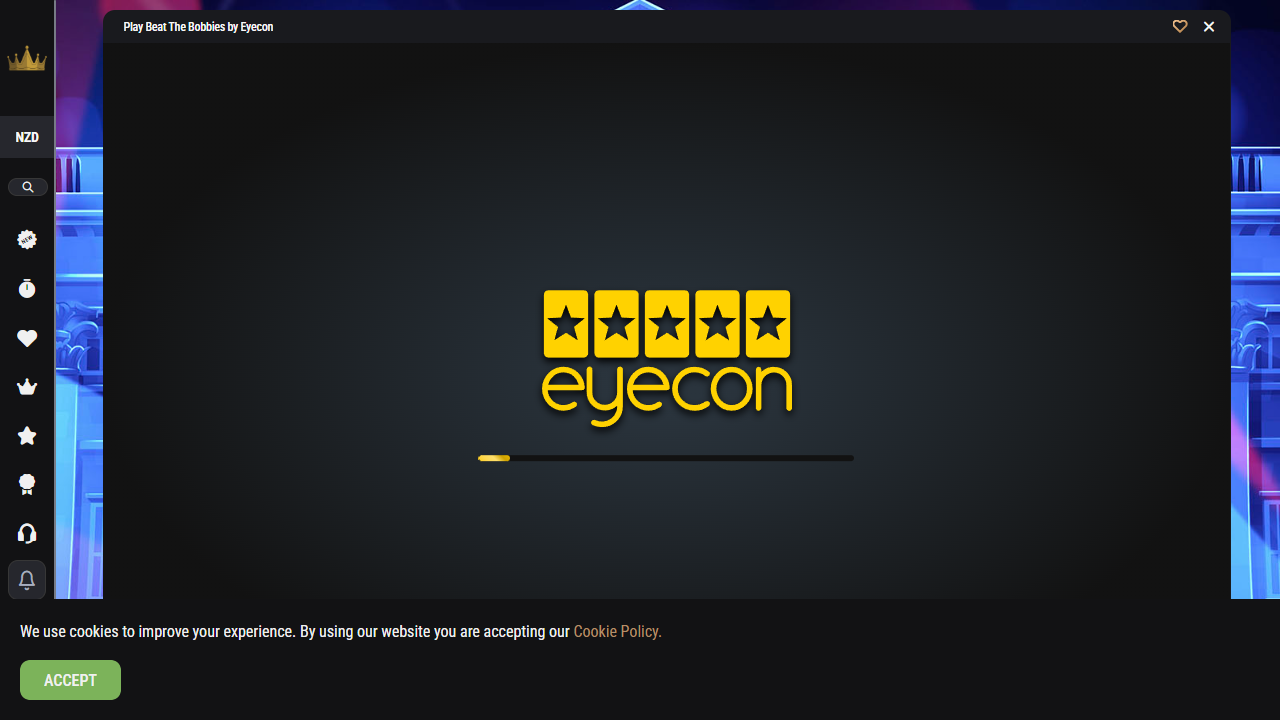 Play Beat The Bobbies by Eyecon
NZD
NEW
eyecon
We use cookies to improve your experience. By using our website you are accepting our Cookie Policy.
ACCEPT